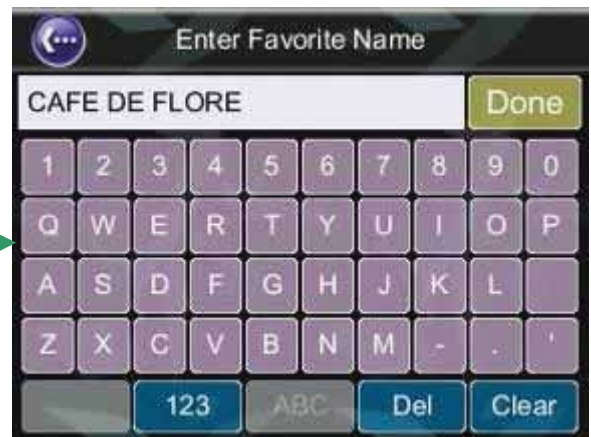 Enter Favorite Name
CAFE DE FLORE Done
1 2 3 4 5 6 7 8 9 0
Q W E R T Y U I O P
A S D F G H J K L
Z X C V B N M - . '
123 ABC Del Clear